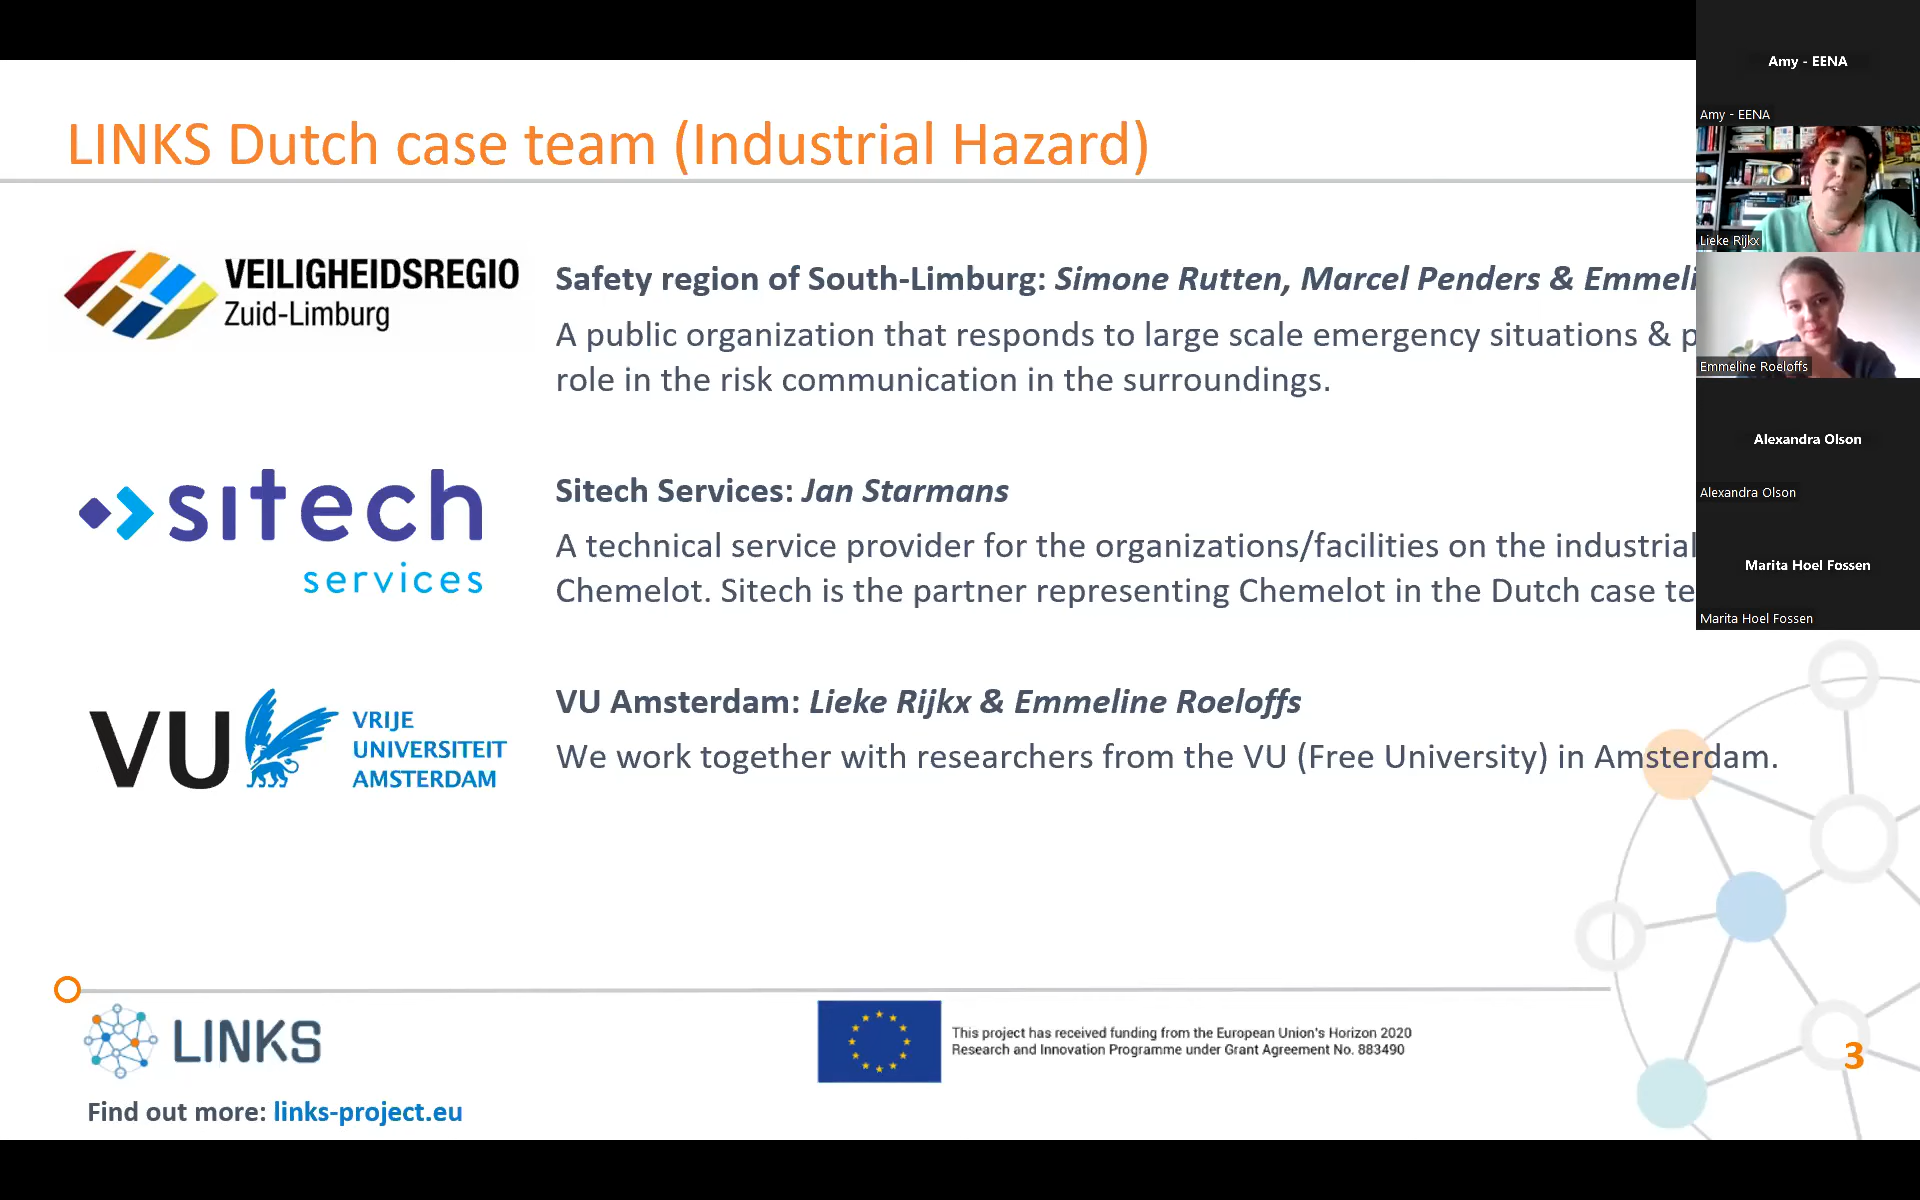 LINKS Dutch case team (Industrial Hazard)
VEILIGHEIDSREGIO
Zuid-Limburg
Safety region of South-Limburg: Simone Rutten, Marcel Penders &
A public organization that responds to large scale emergency situations &
role in the risk communication in the surroundings.
sitech
services
Sitech Services: Jan Starmans
A technical service provider for the organizations/facilities on the industrial
Chemelot. Sitech is the partner representing Chemelot in the Dutch case
VU
VRIJE
UNIVERSITEIT
AMSTERDAM
VU Amsterdam: Lieke Rijkx & Emmeline Roeloffs
We work together with researchers from the VU (Free University) in Amsterdam.
LINKS
Find out more: links-project.eu
This project has received funding from the European Union's Horizon 2020
Research and Innovation Programme under Grant Agreement No. 883490
3
Amy - EENA
Amy - EENA
Lieke Rijkx
Emmeline Roeloffs
Alexandra Olson
Alexandra Olson
Marita Hoel Fossen
Marita Hoel Fossen